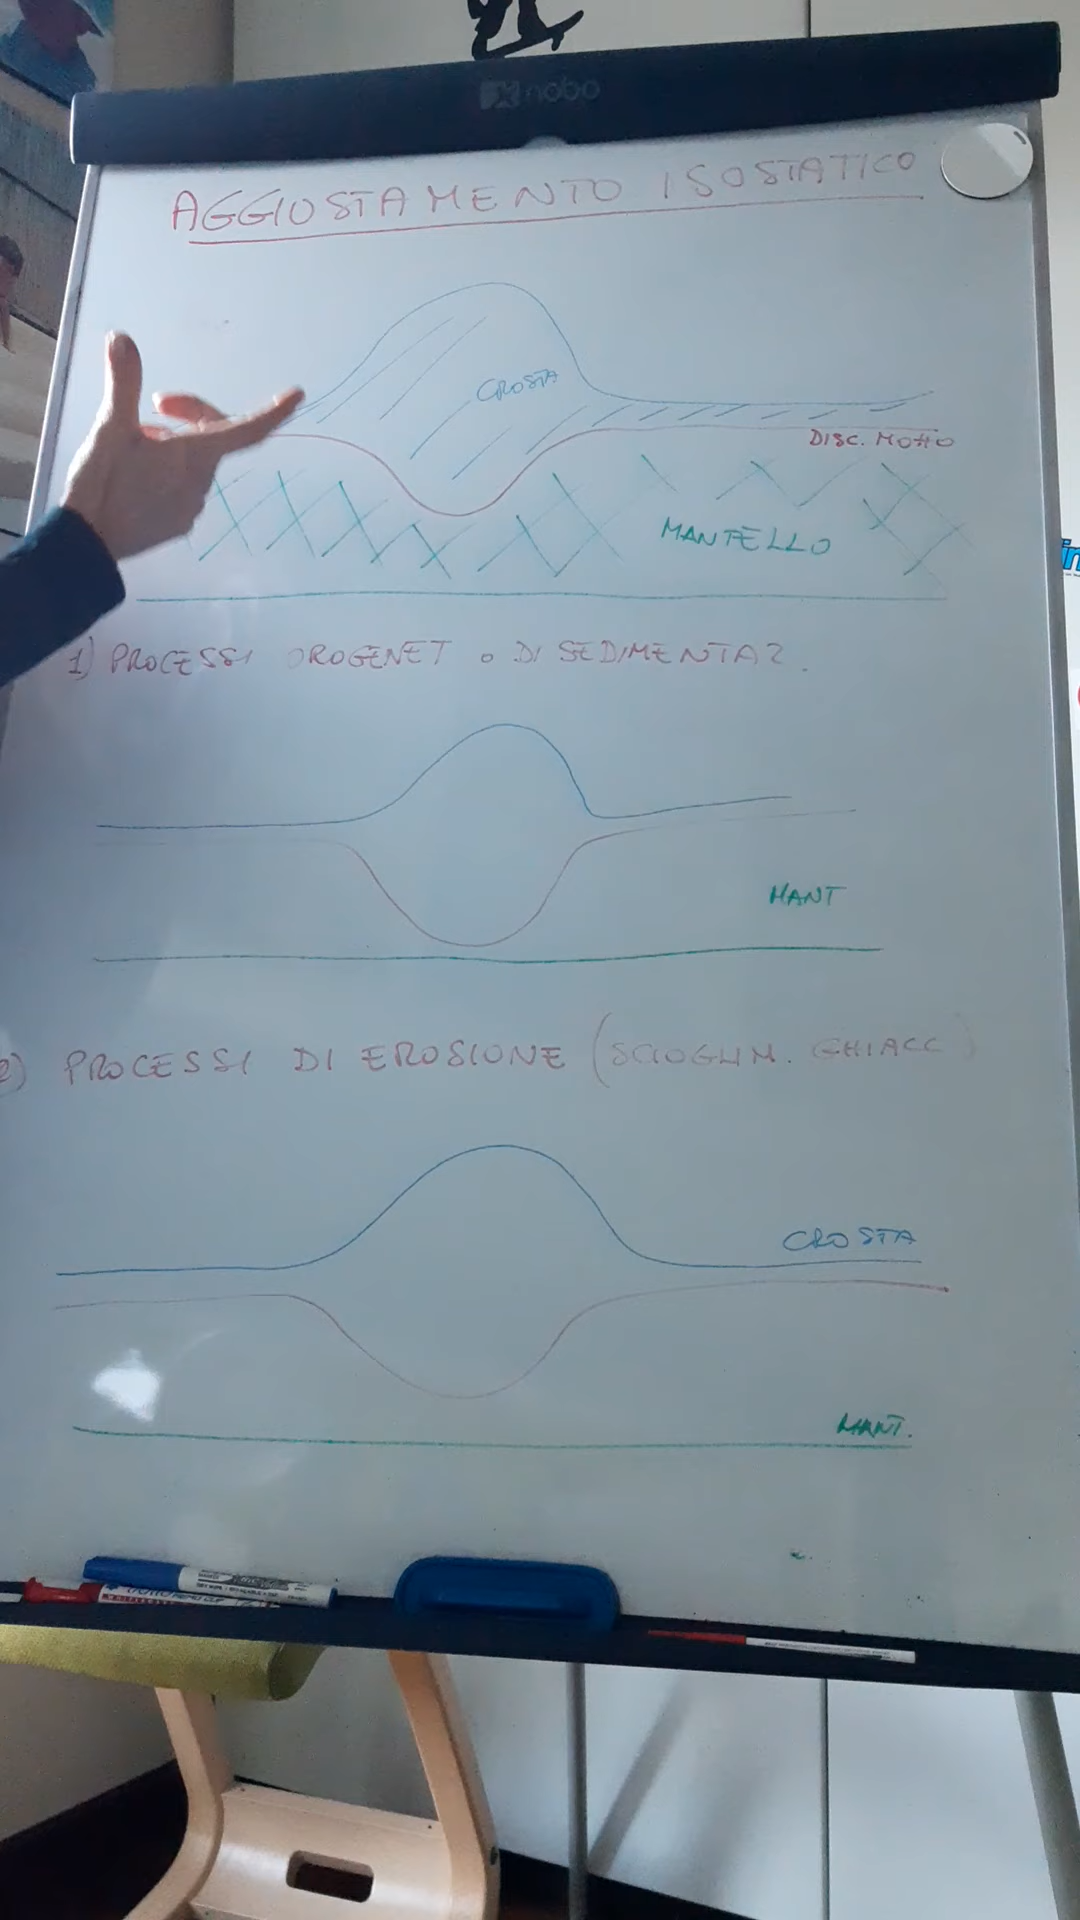 nobo
AGGIUSTAMENTO ISOSTATICO
CROSTA
DISC. MOHO
MANTELLO
1) PROCESSI OROGENET o DI SEDIMENTAZ.
MANT
2) PROCESSI DI EROSIONE (SCIOGLIM. GHIACC)
CROSTA
MANT.